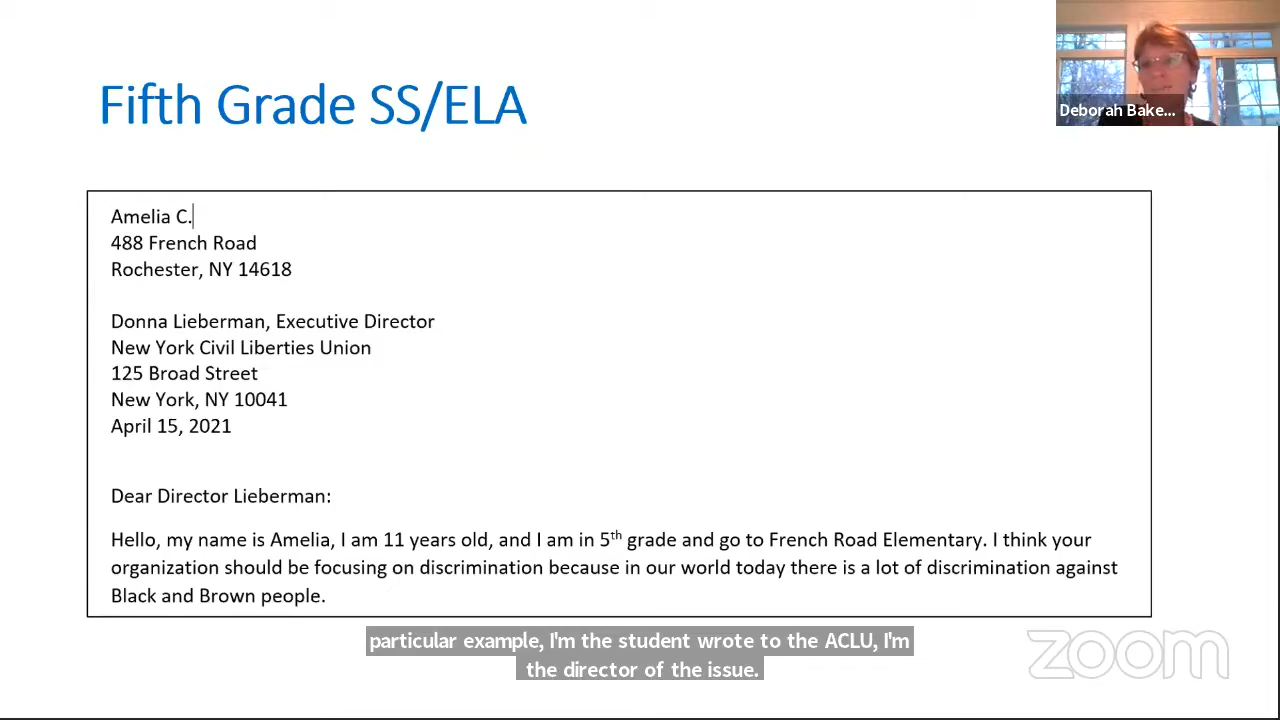 Fifth Grade SS/ELA
Deborah Bake...
Amelia C.
488 French Road
Rochester, NY 14618
Donna Lieberman, Executive Director
New York Civil Liberties Union
125 Broad Street
New York, NY 10041
April 15, 2021
Dear Director Lieberman:
Hello, my name is Amelia, I am 11 years old, and I am in 5th grade and go to French Road Elementary. I think your
organization should be focusing on discrimination because in our world today there is a lot of discrimination against
Black and Brown people.
particular example, I'm the student wrote to the ACLU, I'm
the director of the issue.
zoom